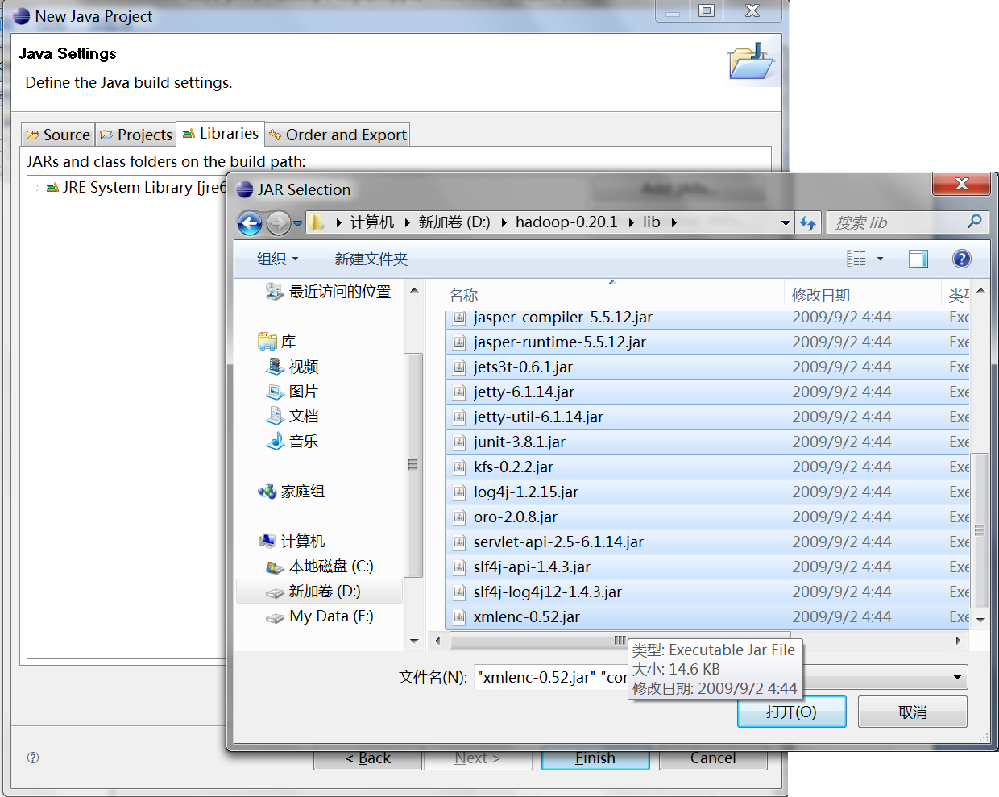 New Java Project
Java Settings
Define the Java build settings.
Source
Projects
Libraries
Order and Export
JARs and class folders on the build path:
JRE System Library [jre6
JAR Selection
Add JARs...
计算机
新加卷 (D:)
hadoop-0.20.1
lib
搜索 lib
组织
新建文件夹
最近访问的位置
库
视频
图片
文档
音乐
家庭组
计算机
本地磁盘 (C:)
新加卷 (D:)
My Data (F:)
名称 修改日期 类型
jasper-compiler-5.5.12.jar 2009/9/2 4:44 Exe
jasper-runtime-5.5.12.jar 2009/9/2 4:44 Exe
jets3t-0.6.1.jar 2009/9/2 4:44 Exe
jetty-6.1.14.jar 2009/9/2 4:44 Exe
jetty-util-6.1.14.jar 2009/9/2 4:44 Exe
junit-3.8.1.jar 2009/9/2 4:44 Exe
kfs-0.2.2.jar 2009/9/2 4:44 Exe
log4j-1.2.15.jar 2009/9/2 4:44 Exe
oro-2.0.8.jar 2009/9/2 4:44 Exe
servlet-api-2.5-6.1.14.jar 2009/9/2 4:44 Exe
slf4j-api-1.4.3.jar 2009/9/2 4:44 Exe
slf4j-log4j12-1.4.3.jar 2009/9/2 4:44 Exe
xmlenc-0.52.jar 2009/9/2 4:44 Exe
类型: Executable Jar File
大小: 14.6 KB
修改日期: 2009/9/2 4:44
文件名(N): "xmlenc-0.52.jar" "con
打开(O)
取消
< Back
Next >
Finish
Cancel